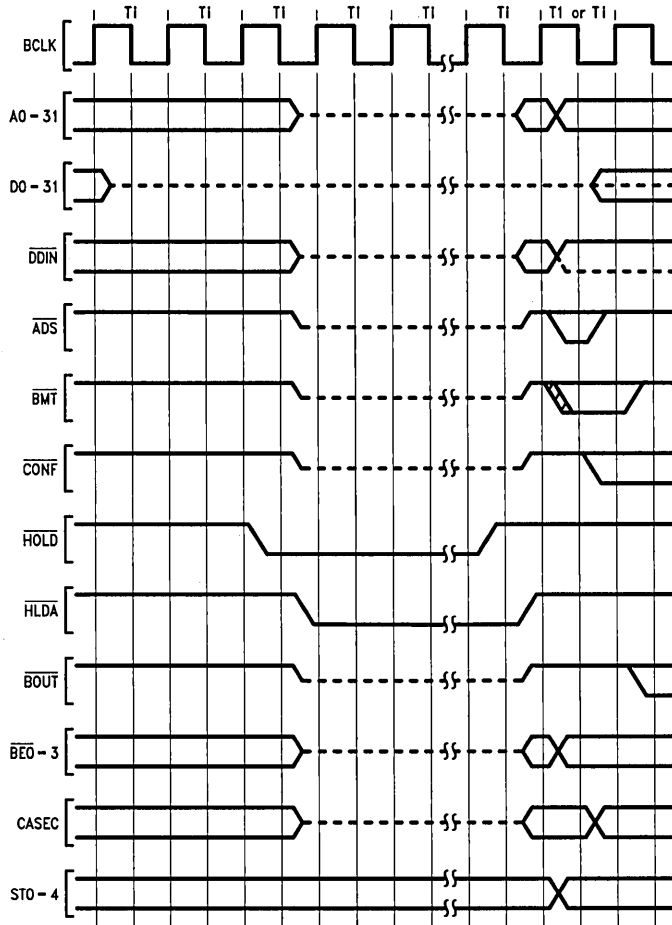 Ti Ti Ti Ti Ti Ti T1 or Ti
BCLK
A0-31
D0-31
DDIN
ADS
BMT
CONF
HOLD
HLDA
BOUT
BE0-3
CASEC
ST0-4